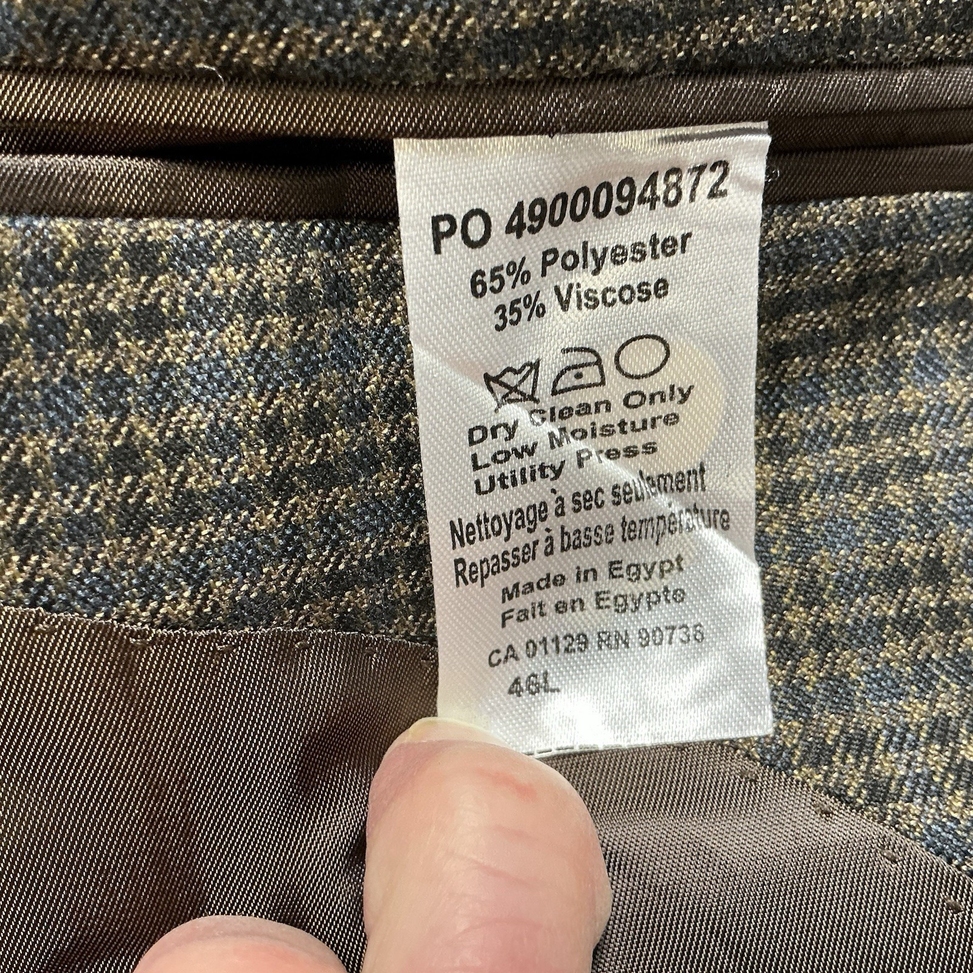 PO 4900094872
65% Polyester
35% Viscose
Dry Clean Only
Low Moisture
Utility Press
Nettoyage à sec seulement
Repasser à basse température
Made in Egypt
Fait en Egypte
CA 01129 RN 90736
46L